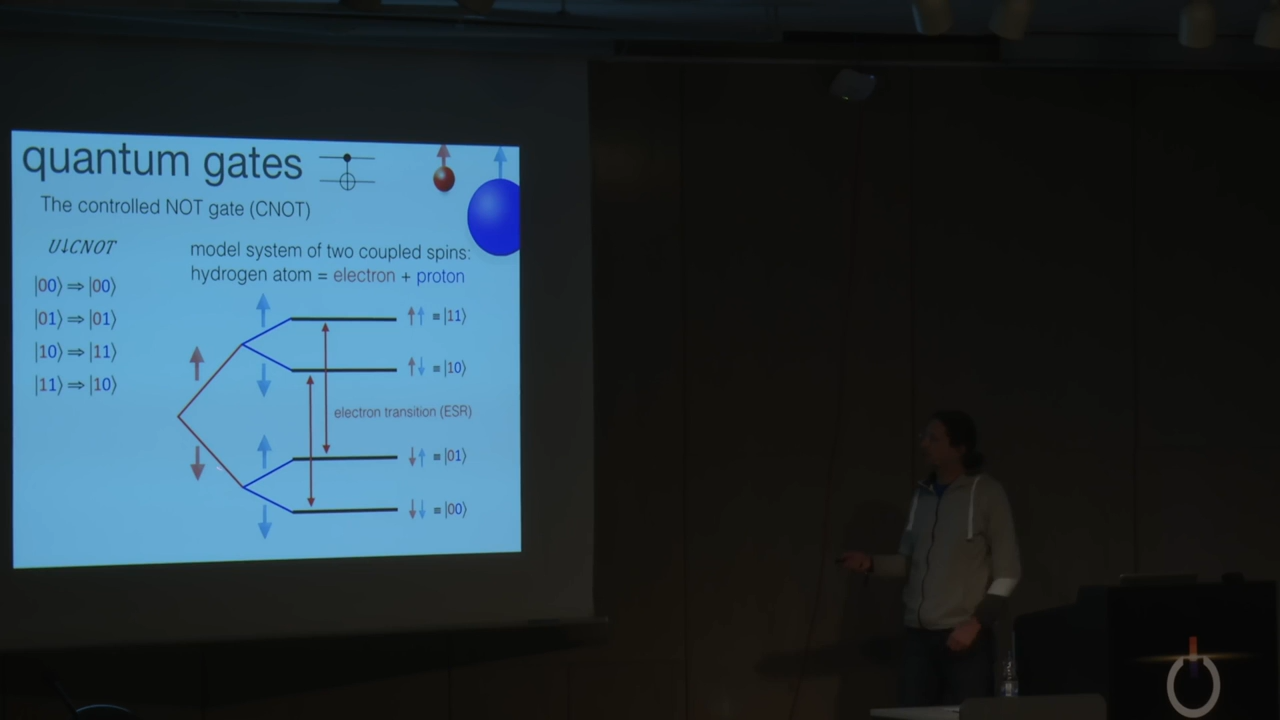 quantum gates
The controlled NOT gate (CNOT)
U↓CNOT
|00⟩ ⇒ |00⟩
|01⟩ ⇒ |01⟩
|10⟩ ⇒ |11⟩
|11⟩ ⇒ |10⟩
model system of two coupled spins:
hydrogen atom = electron + proton
↑↑ ≡ |11⟩
↑↓ ≡ |10⟩
electron transition (ESR)
↓↑ ≡ |01⟩
↓↓ ≡ |00⟩